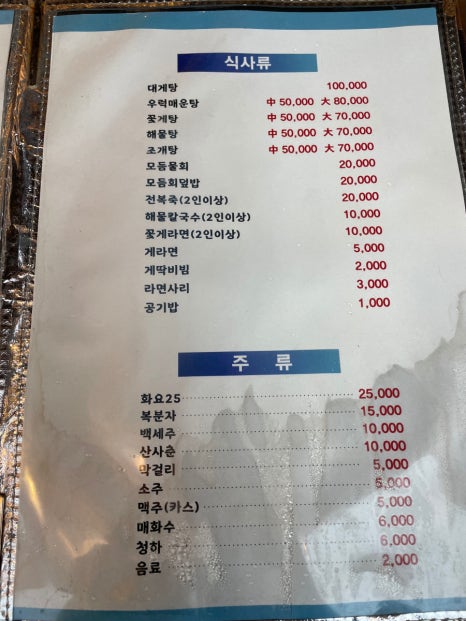 식사류
대게탕 100,000
우럭매운탕 中 50,000 大 80,000
꽃게탕 中 50,000 大 70,000
해물탕 中 50,000 大 70,000
조개탕 中 50,000 大 70,000
모둠물회 20,000
모둠회덮밥 20,000
전복죽(2인이상) 20,000
해물칼국수(2인이상) 10,000
꽃게라면(2인이상) 10,000
게라면 5,000
게딱비빔 2,000
라면사리 3,000
공기밥 1,000
주 류
화요25 25,000
복분자 15,000
백세주 10,000
산사춘 10,000
막걸리 5,000
소주 5,000
맥주(카스) 5,000
매화수 6,000
청하 6,000
음료 2,000